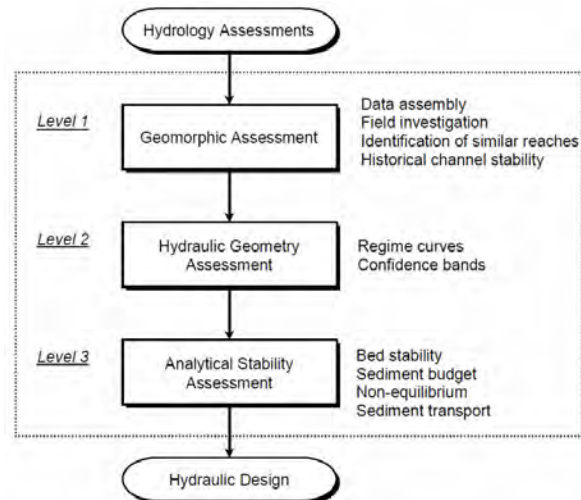 Hydrology Assessments
Level 1
Geomorphic Assessment
Data assembly
Field investigation
Identification of similar reaches
Historical channel stability
Level 2
Hydraulic Geometry
Assessment
Regime curves
Confidence bands
Level 3
Analytical Stability
Assessment
Bed stability
Sediment budget
Non-equilibrium
Sediment transport
Hydraulic Design